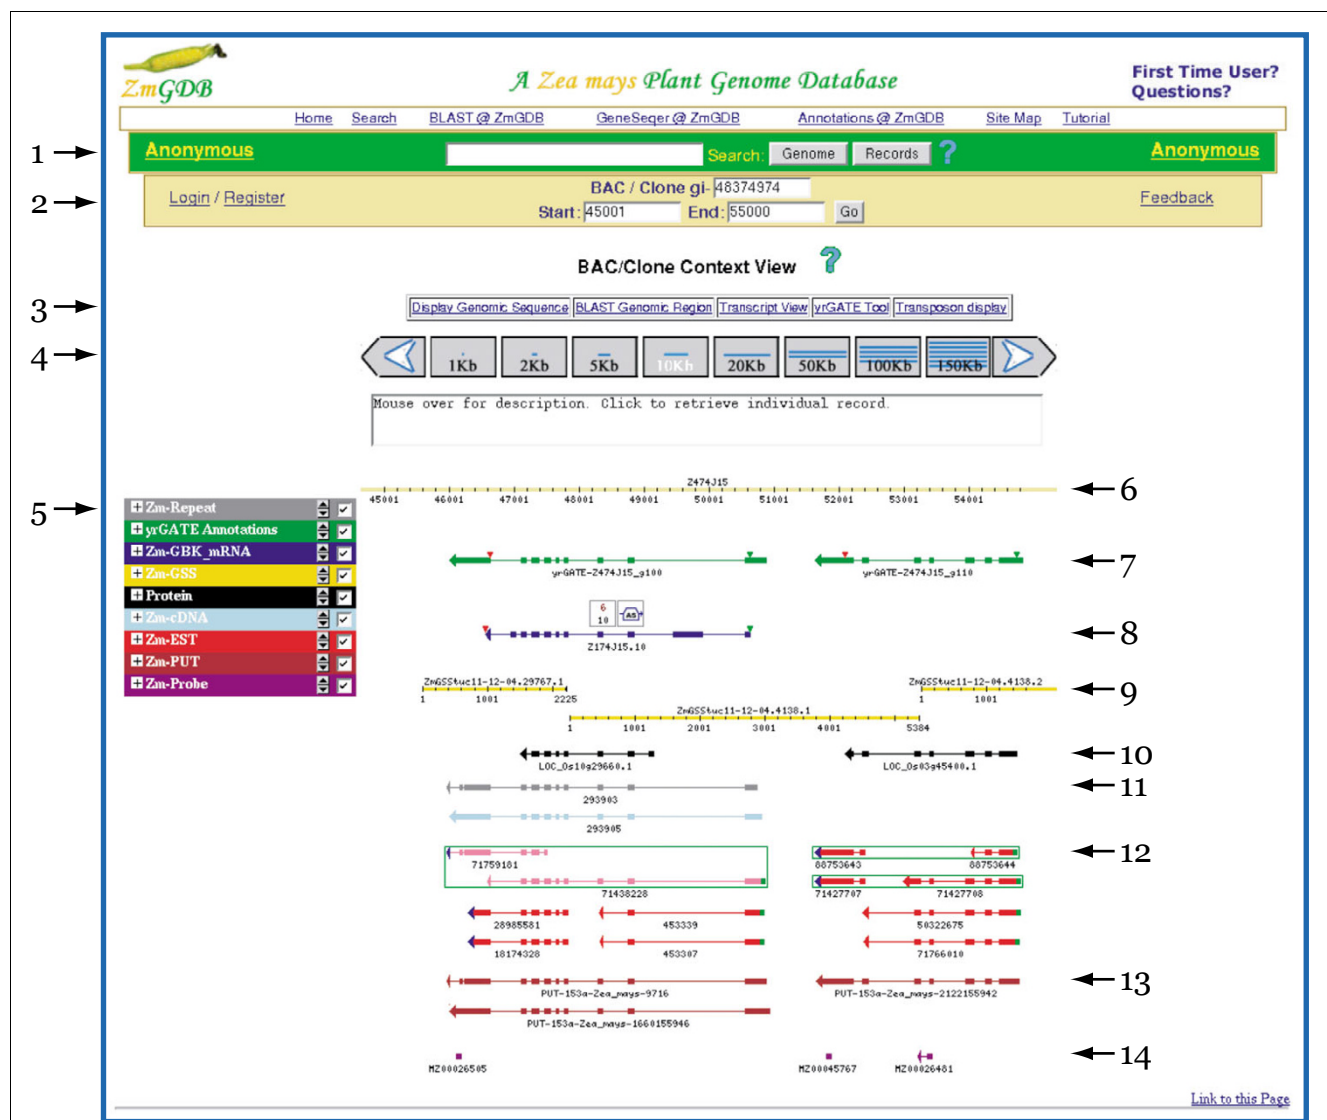 ZmGDB
A Zea mays Plant Genome Database
First Time User?
Questions?
Home Search BLAST @ ZmGDB GeneSeqer @ ZmGDB Annotations @ ZmGDB Site Map Tutorial
1 Anonymous Search: Genome Records ? Anonymous
2 Login / Register BAC / Clone gi- 48374974 Feedback
Start: 45001 End: 55000 Go
BAC/Clone Context View ?
3 Display Genomic Sequence BLAST Genomic Region Transcript View yrGATE Tool Transposon display
4 1Kb 2Kb 5Kb 10Kb 20Kb 50Kb 100Kb 150Kb
Mouse over for description. Click to retrieve individual record.
Z474J15
6
45001 46001 47001 48001 49001 50001 51001 52001 53001 54001
5 Zm-Repeat
yrGATE Annotations
Zm-GBK_mRNA
Zm-GSS
Protein
Zm-cDNA
Zm-EST
Zm-PUT
Zm-Probe
7
yrGATE-Z474J15_g100 yrGATE-Z474J15_g110
6
10 AS
8
Z174J15.10
ZmGSStuc11-12-04.29767.1 ZmGSStuc11-12-04.4138.2
9
1 1001 2225 1 1001
ZmGSStuc11-12-04.4138.1
1 1001 2001 3001 4001 5384
10
LOC_Os10g29660.1 LOC_Os03g45400.1
11
293903
293905
12
71759181 88753643 88753644
71438228 71427707 71427708
28985581 453339 50322675
18174328 453307 71766010
13
PUT-153a-Zea_mays-9716 PUT-153a-Zea_mays-2122155942
PUT-153a-Zea_mays-1660155946
14
MZ00026505 MZ00045767 MZ00026481
Link to this Page